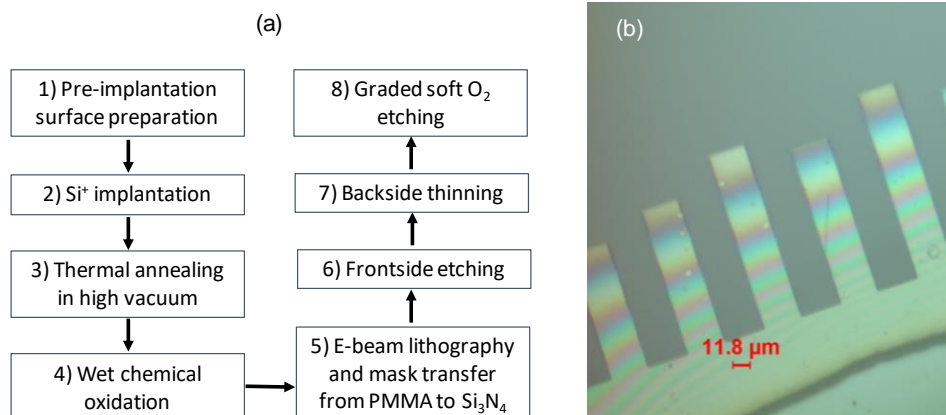 (a)
1) Pre-implantation
surface preparation
2) Si⁺ implantation
3) Thermal annealing
in high vacuum
4) Wet chemical
oxidation
5) E-beam lithography
and mask transfer
from PMMA to Si₃N₄
6) Frontside etching
7) Backside thinning
8) Graded soft O₂
etching
(b)
11.8 µm